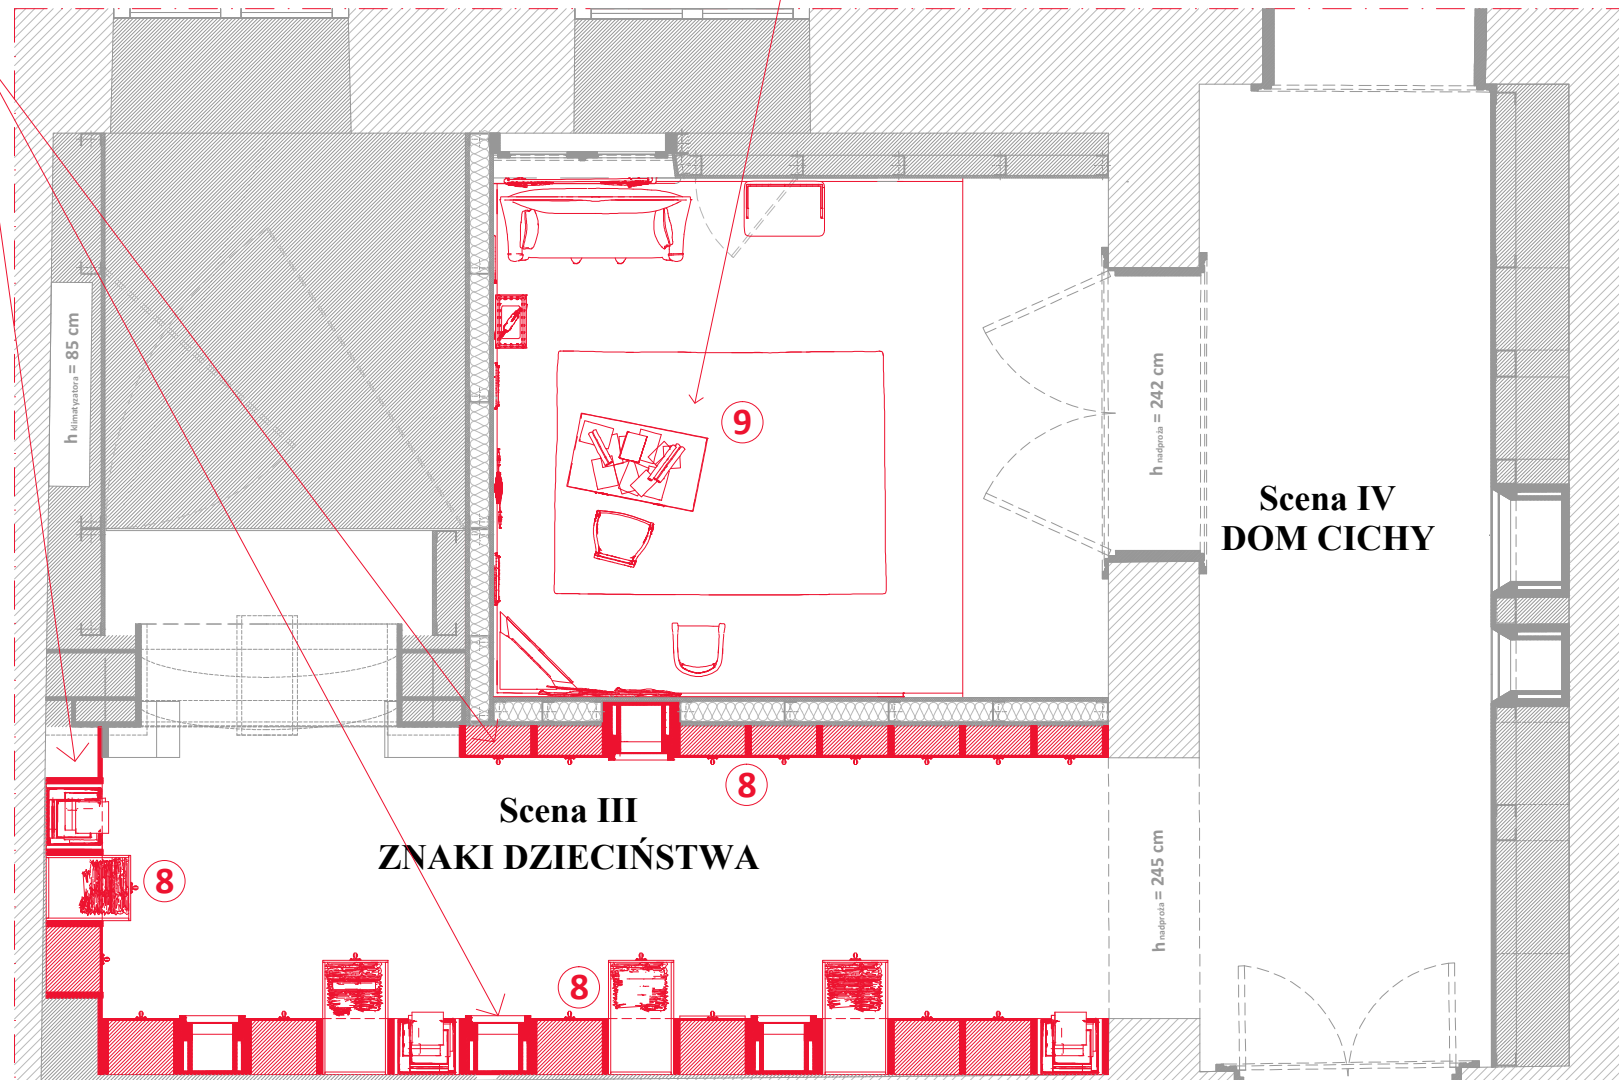 h klimatyzatora = 85 cm
9
h nadproża = 242 cm
Scena IV
DOM CICHY
8
Scena III
ZNAKI DZIECIŃSTWA
8
h nadproża = 245 cm
8